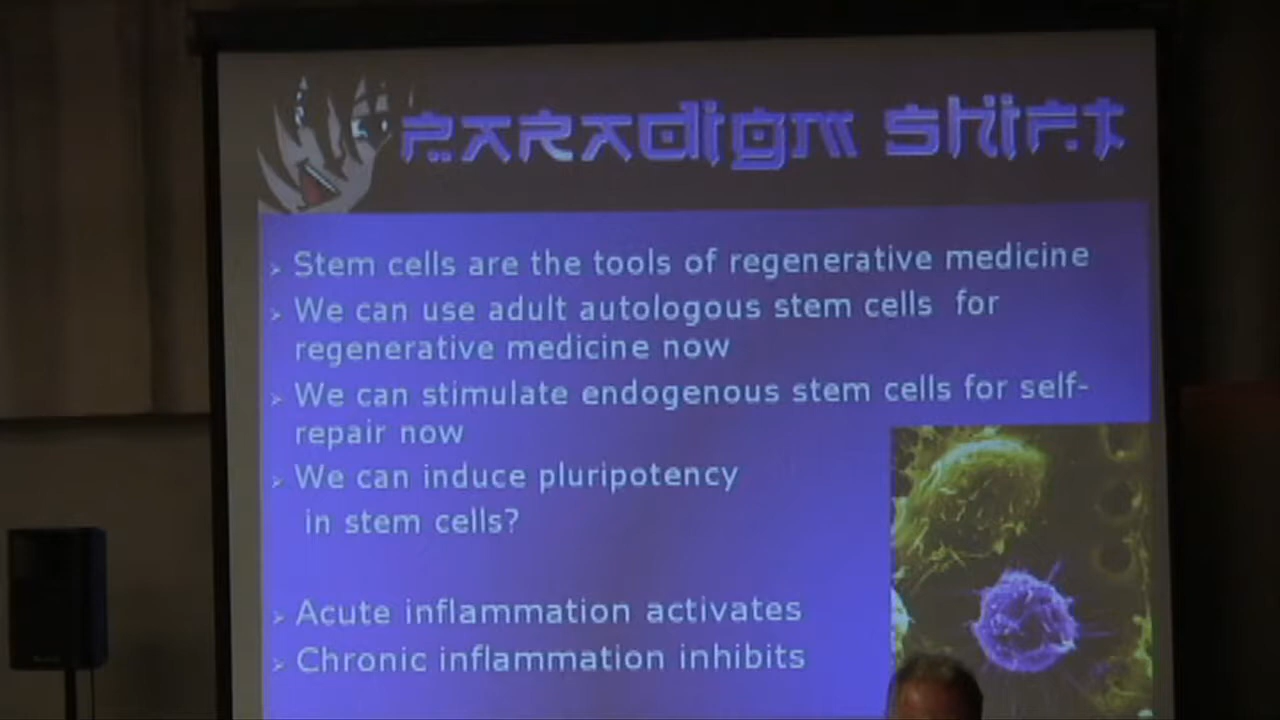 Paradigm Shift
> Stem cells are the tools of regenerative medicine
> We can use adult autologous stem cells for
regenerative medicine now
> We can stimulate endogenous stem cells for self-
repair now
> We can induce pluripotency
in stem cells?
> Acute inflammation activates
> Chronic inflammation inhibits